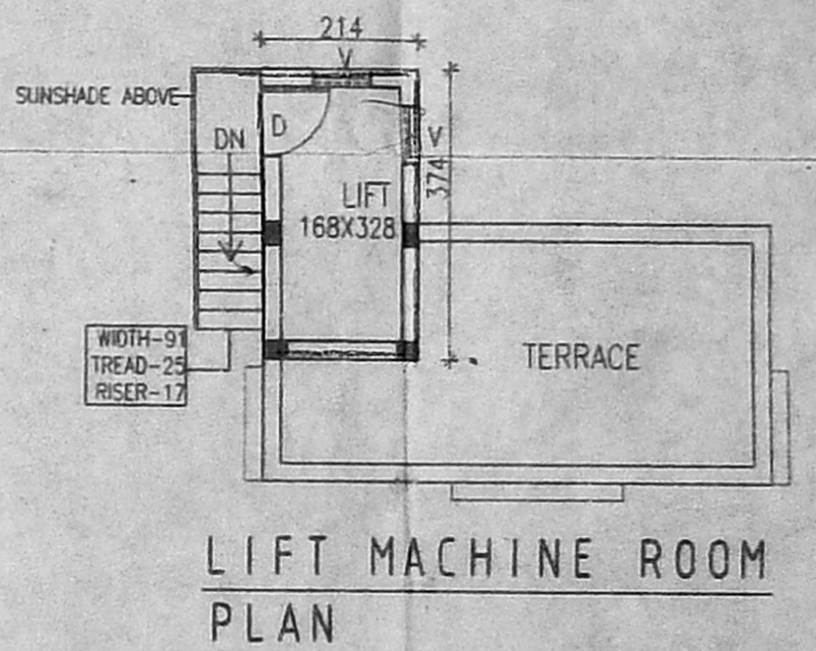 214
V
SUNSHADE ABOVE
D
DN
V
374
LIFT
168X328
WIDTH-91
TREAD-25
RISER-17
TERRACE
LIFT MACHINE ROOM
PLAN